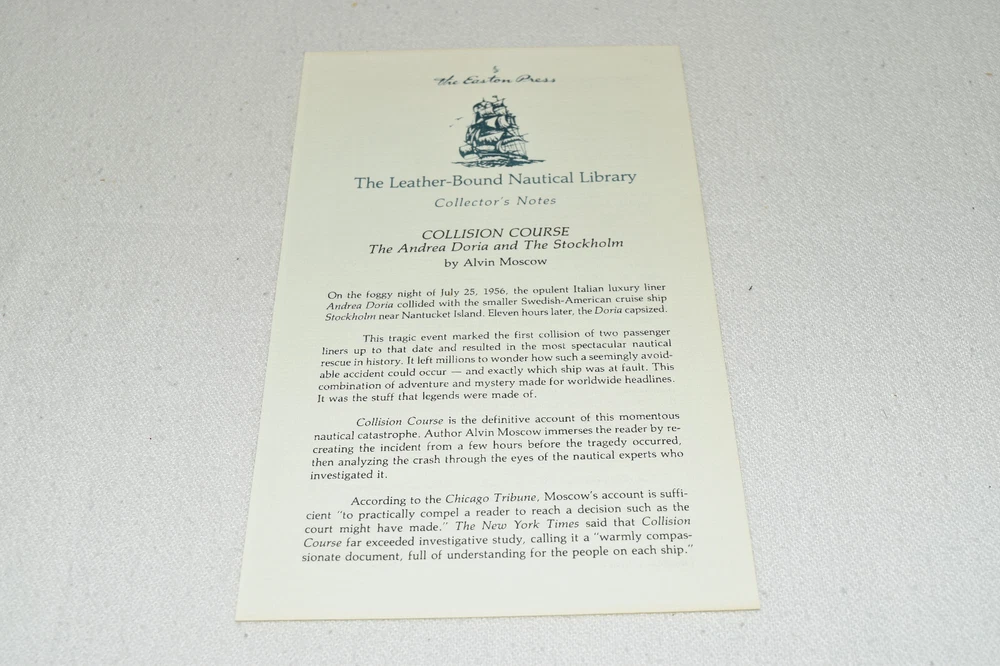 The Easton Press
The Leather-Bound Nautical Library
Collector's Notes
COLLISION COURSE
The Andrea Doria and The Stockholm
by Alvin Moscow
On the foggy night of July 25, 1956, the opulent Italian luxury liner
Andrea Doria collided with the smaller Swedish-American cruise ship
Stockholm near Nantucket Island. Eleven hours later, the Doria capsized.
This tragic event marked the first collision of two passenger
liners up to that date and resulted in the most spectacular nautical
rescue in history. It left millions to wonder how such a seemingly avoid-
able accident could occur — and exactly which ship was at fault. This
combination of adventure and mystery made for worldwide headlines.
It was the stuff that legends were made of.
Collision Course is the definitive account of this momentous
nautical catastrophe. Author Alvin Moscow immerses the reader by re-
creating the incident from a few hours before the tragedy occurred,
then analyzing the crash through the eyes of the nautical experts who
investigated it.
According to the Chicago Tribune, Moscow's account is suffi-
cient "to practically compel a reader to reach a decision such as the
court might have made." The New York Times said that Collision
Course far exceeded investigative study, calling it a "warmly compas-
sionate document, full of understanding for the people on each ship."